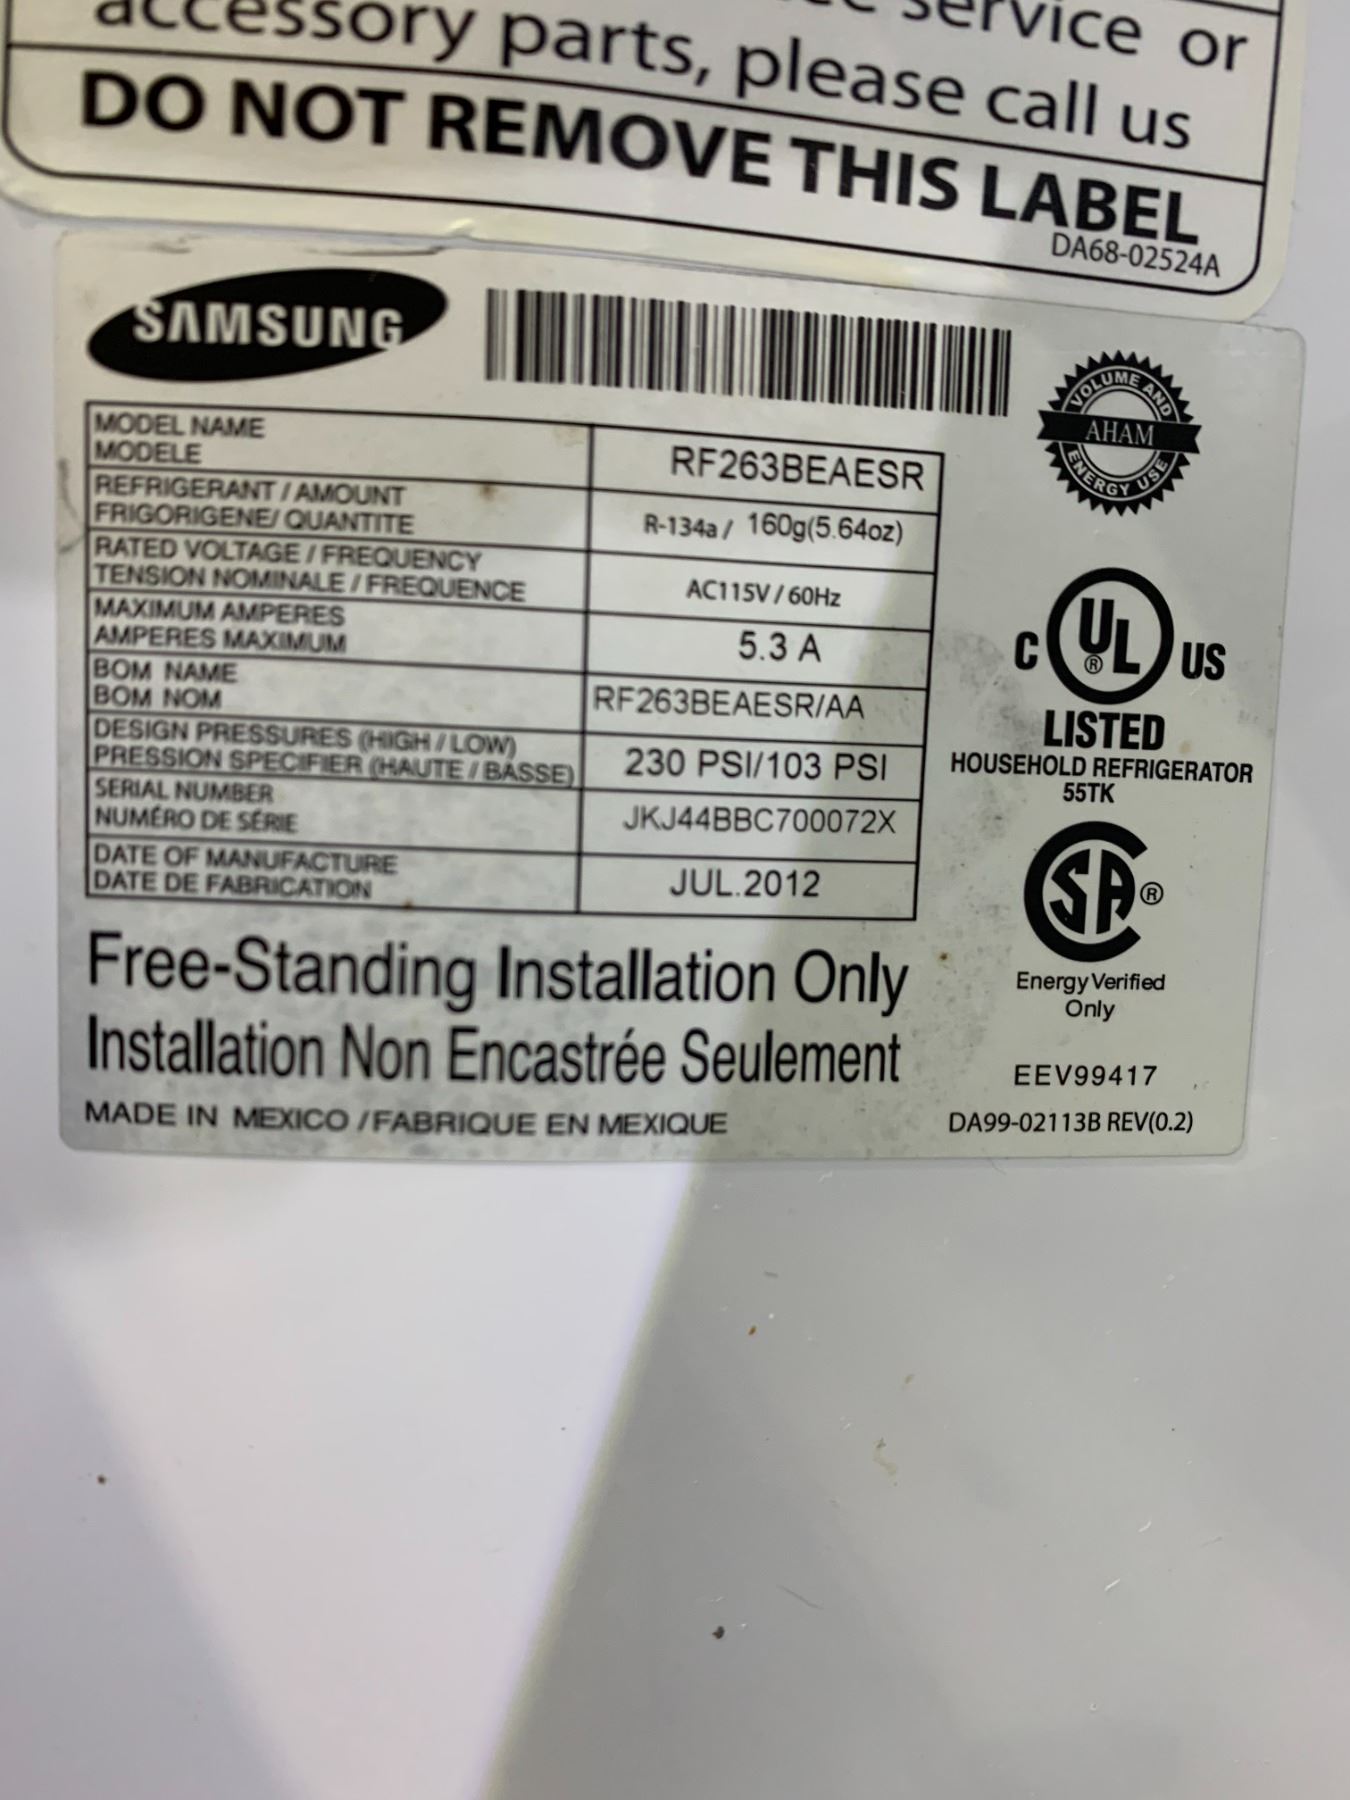 service or
accessory parts, please call us
DO NOT REMOVE THIS LABEL
DA68-02524A
SAMSUNG
VOLUME AND
AHAM
ENERGY USE
MODEL NAME
MODELE
RF263BEAESR
REFRIGERANT / AMOUNT
FRIGORIGENE/ QUANTITE
R-134a / 160g(5.64oz)
RATED VOLTAGE / FREQUENCY
TENSION NOMINALE / FREQUENCE
AC115V / 60Hz
MAXIMUM AMPERES
AMPERES MAXIMUM
5.3 A
BOM NAME
BOM NOM
RF263BEAESR/AA
DESIGN PRESSURES (HIGH / LOW)
PRESSION SPECIFIER (HAUTE / BASSE)
230 PSI/103 PSI
SERIAL NUMBER
NUMÉRO DE SÉRIE
JKJ44BBC700072X
DATE OF MANUFACTURE
DATE DE FABRICATION
JUL.2012
C UL ® US
LISTED
HOUSEHOLD REFRIGERATOR
55TK
SA ®
Energy Verified
Only
EEV99417
DA99-02113B REV(0.2)
Free-Standing Installation Only
Installation Non Encastrée Seulement
MADE IN MEXICO / FABRIQUE EN MEXIQUE